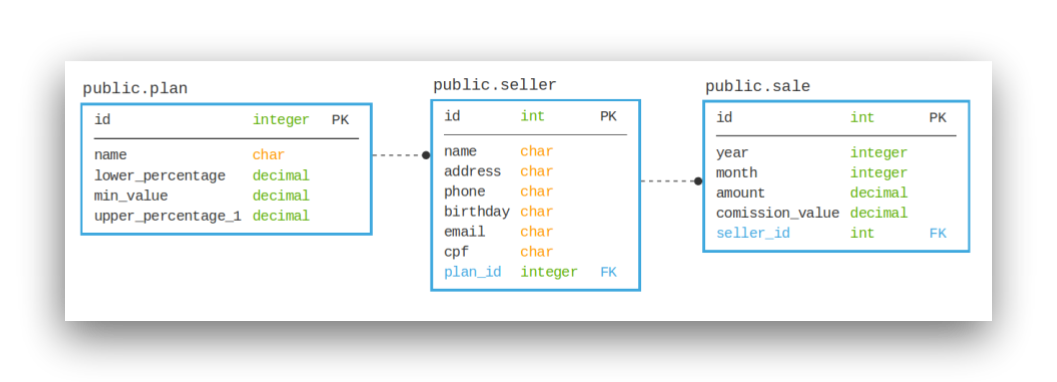 public.plan
id integer PK
name char
lower_percentage decimal
min_value decimal
upper_percentage_1 decimal
public.seller
id int PK
name char
address char
phone char
birthday char
email char
cpf char
plan_id integer FK
public.sale
id int PK
year integer
month integer
amount decimal
comission_value decimal
seller_id int FK